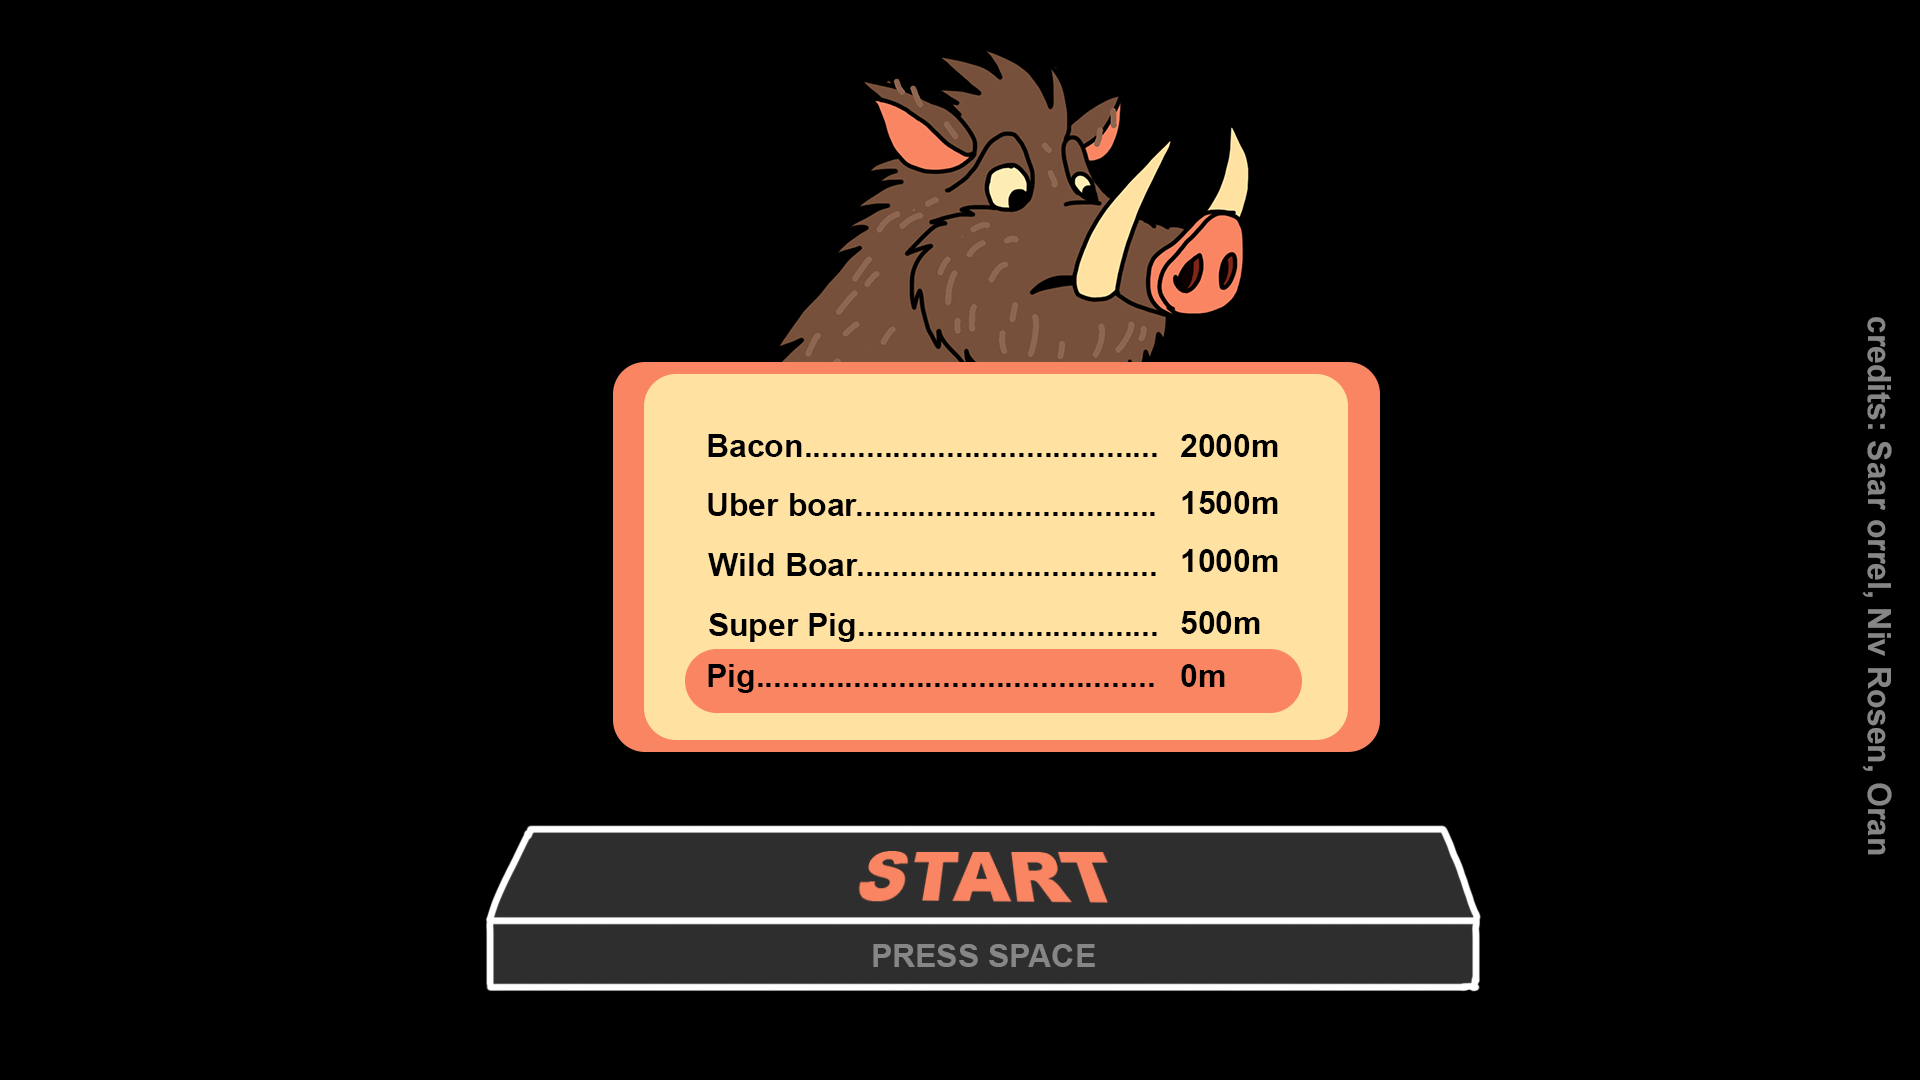 Bacon........................................ 2000m
Uber boar.................................. 1500m
Wild Boar.................................. 1000m
Super Pig.................................. 500m
Pig............................................. 0m
START
PRESS SPACE
credits: Saar orrel, Niv Rosen, Oran